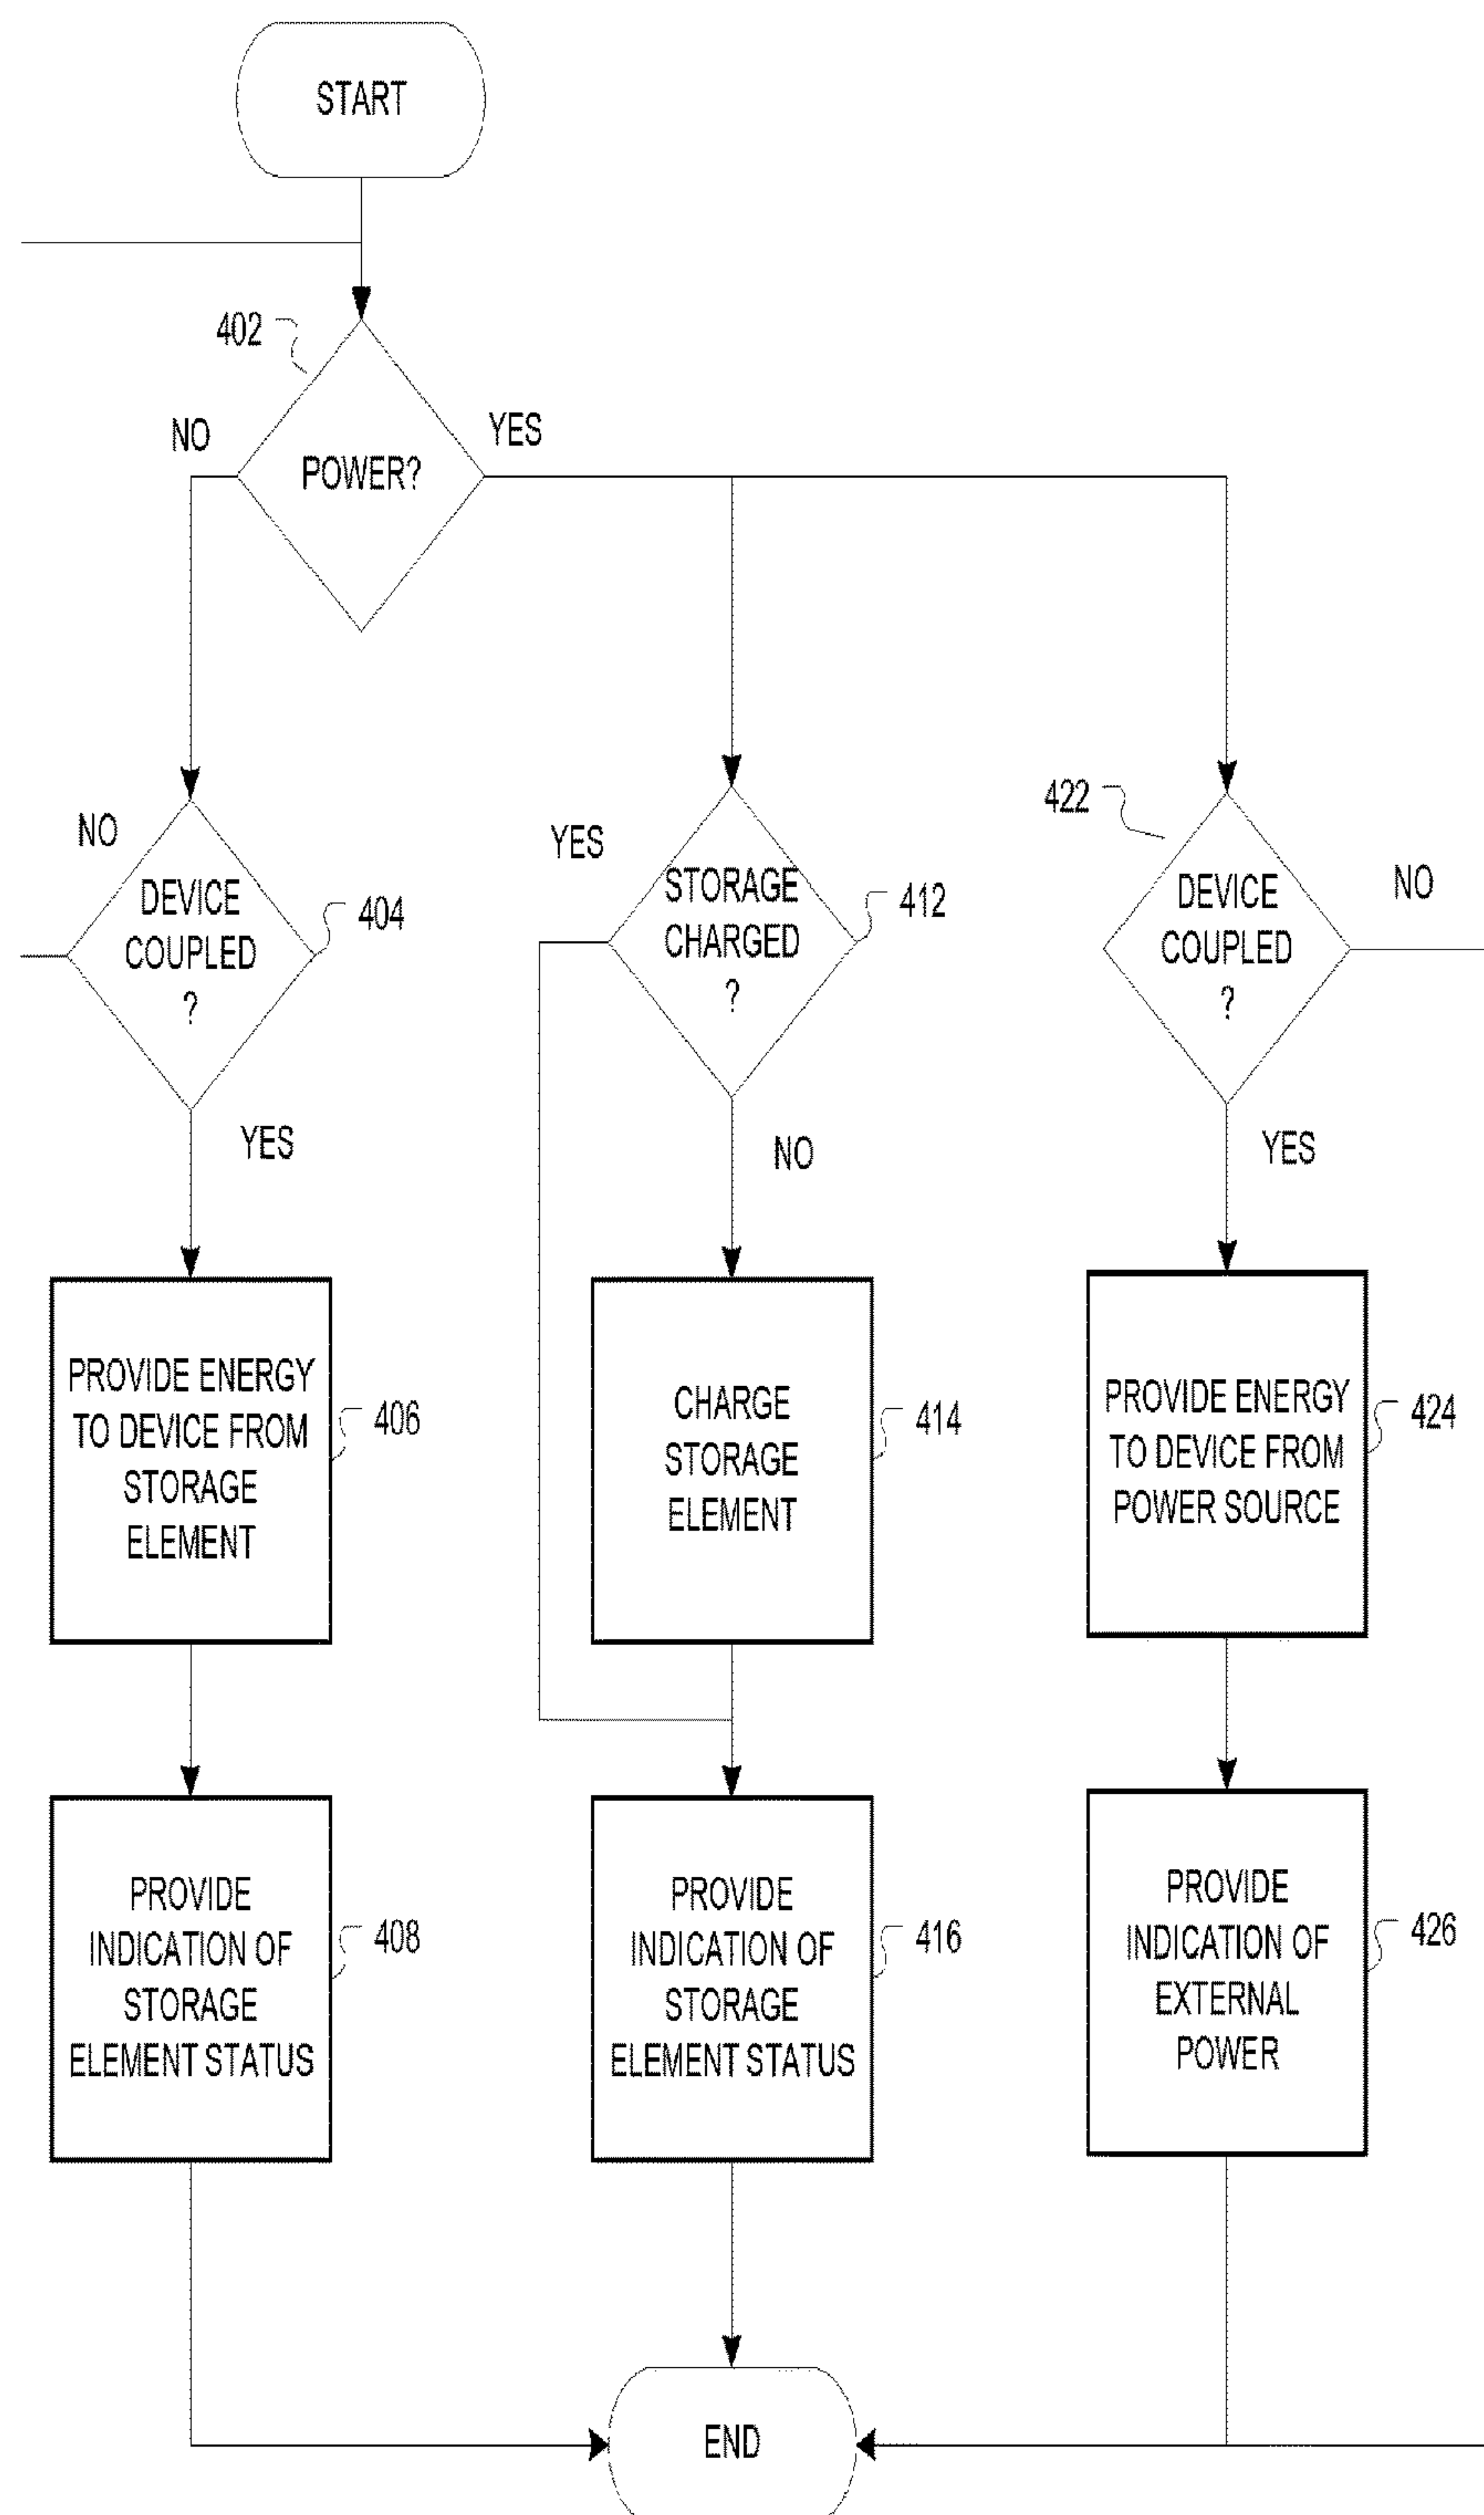 START
402
NO
YES
POWER?
NO
DEVICE
COUPLED
?
404
YES
STORAGE
CHARGED
?
412
422
DEVICE
COUPLED
?
NO
YES
NO
YES
PROVIDE ENERGY
TO DEVICE FROM
STORAGE
ELEMENT
406
CHARGE
STORAGE
ELEMENT
414
PROVIDE ENERGY
TO DEVICE FROM
POWER SOURCE
424
PROVIDE
INDICATION OF
STORAGE
ELEMENT STATUS
408
PROVIDE
INDICATION OF
STORAGE
ELEMENT STATUS
416
PROVIDE
INDICATION OF
EXTERNAL
POWER
426
END